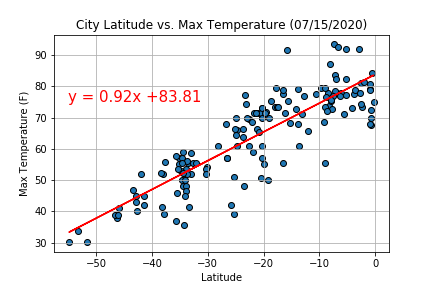 City Latitude vs. Max Temperature (07/15/2020)
90
80
70
60
50
40
30
Max Temperature (F)
y = 0.92x +83.81
−50 −40 −30 −20 −10 0
Latitude